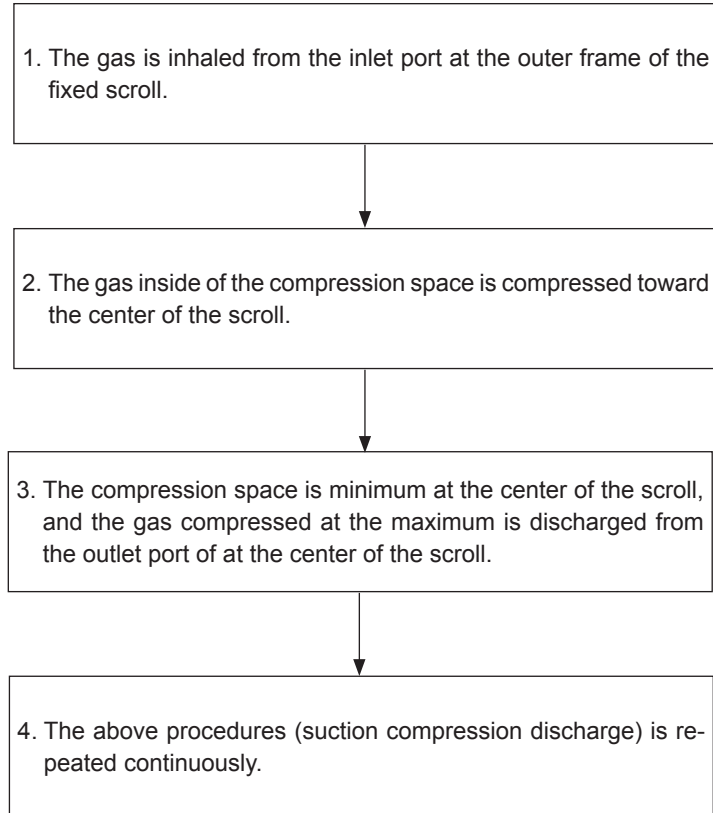 1. The gas is inhaled from the inlet port at the outer frame of the
fixed scroll.
2. The gas inside of the compression space is compressed toward
the center of the scroll.
3. The compression space is minimum at the center of the scroll,
and the gas compressed at the maximum is discharged from
the outlet port of at the center of the scroll.
4. The above procedures (suction compression discharge) is re-
peated continuously.